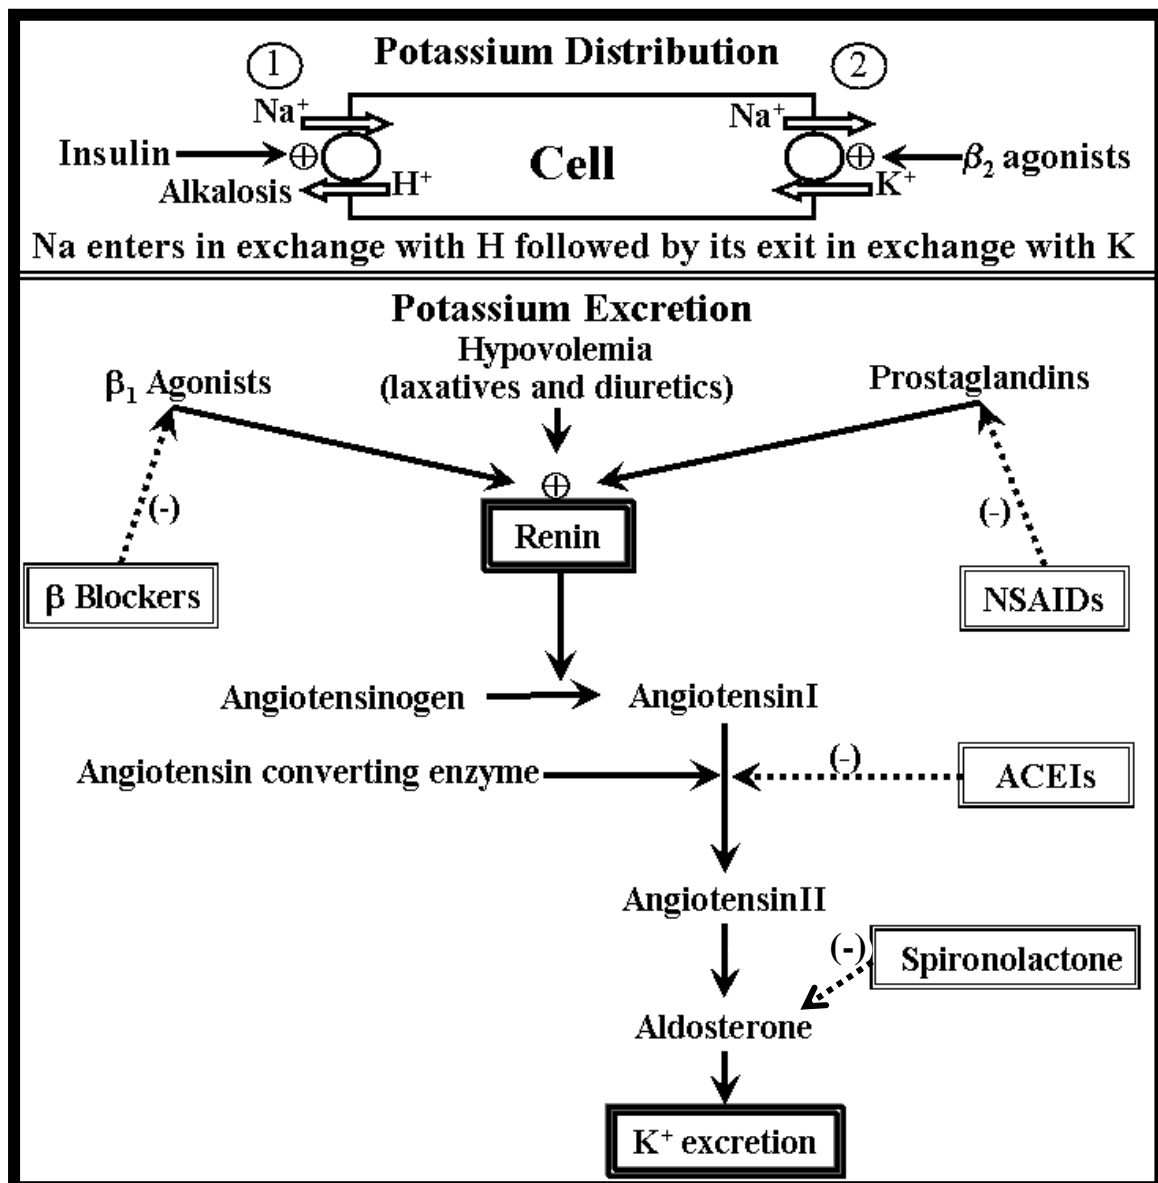 Potassium Distribution
1
2
Na⁺
Na⁺
Insulin
⊕
Cell
⊕
β₂ agonists
Alkalosis
H⁺
K⁺
Na enters in exchange with H followed by its exit in exchange with K
Potassium Excretion
Hypovolemia
(laxatives and diuretics)
β₁ Agonists
Prostaglandins
⊕
(-)
(-)
Renin
β Blockers
NSAIDs
Angiotensinogen
AngiotensinI
Angiotensin converting enzyme
(-)
ACEIs
AngiotensinII
(-)
Spironolactone
Aldosterone
K⁺ excretion